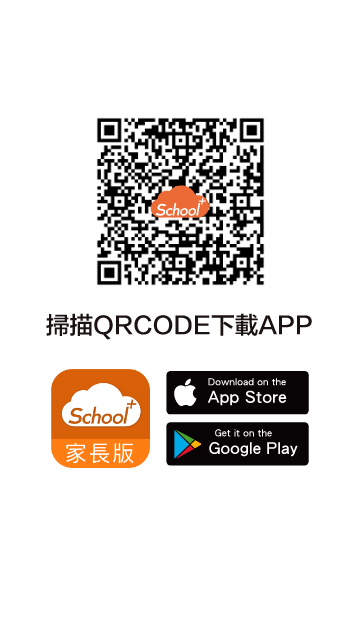 School+
掃描QRCODE下載APP
School+
家長版
Download on the
App Store
Get it on the
Google Play